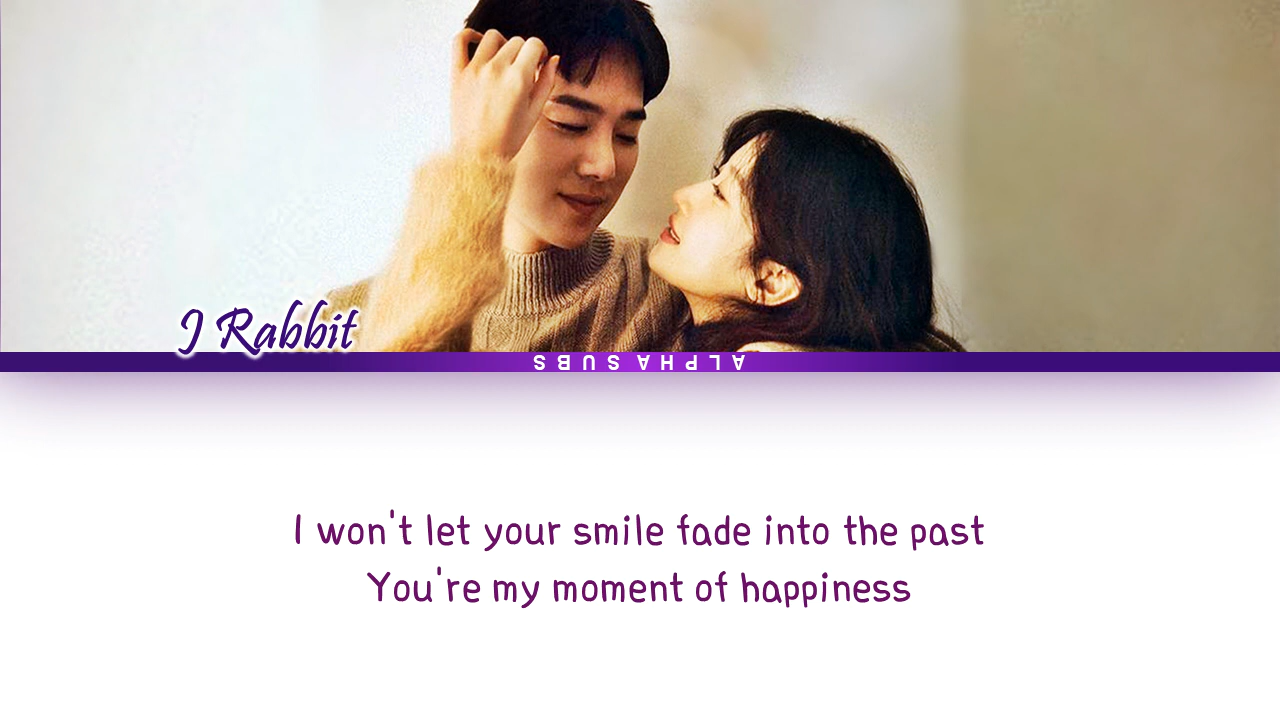 J Rabbit
ALPHA SUBS
I won't let your smile fade into the past
You're my moment of happiness